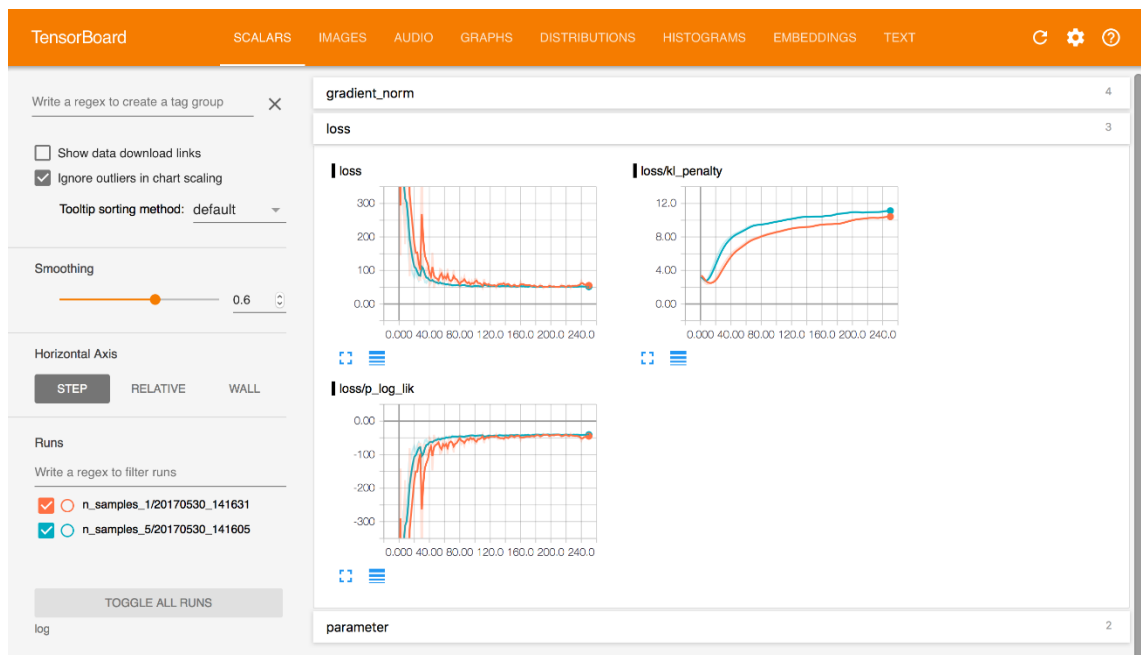 TensorBoard SCALARS IMAGES AUDIO GRAPHS DISTRIBUTIONS HISTOGRAMS EMBEDDINGS TEXT
Write a regex to create a tag group
Show data download links
Ignore outliers in chart scaling
Tooltip sorting method: default
Smoothing
0.6
Horizontal Axis
STEP RELATIVE WALL
Runs
Write a regex to filter runs
n_samples_1/20170530_141631
n_samples_5/20170530_141605
TOGGLE ALL RUNS
log
gradient_norm 4
loss 3
loss
300
200
100
0.00
0.000 40.00 80.00 120.0 160.0 200.0 240.0
loss/kl_penalty
12.0
8.00
4.00
0.00
0.000 40.00 80.00 120.0 160.0 200.0 240.0
loss/p_log_lik
0.00
-100
-200
-300
0.000 40.00 80.00 120.0 160.0 200.0 240.0
parameter 2